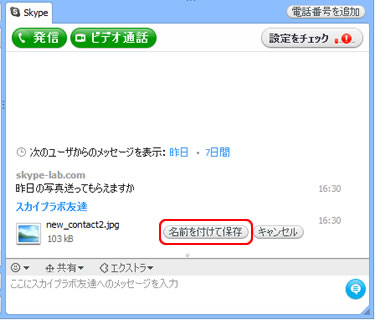 Skype
電話番号を追加
発信 ビデオ通話 設定をチェック
次のユーザからのメッセージを表示: 昨日 • 7日間
skype-lab.com
昨日の写真送ってもらえますか 16:30
スカイプラボ友達
new_contact2.jpg 名前を付けて保存 キャンセル 16:30
103 kB
共有 エクストラ
ここにスカイプラボ友達へのメッセージを入力